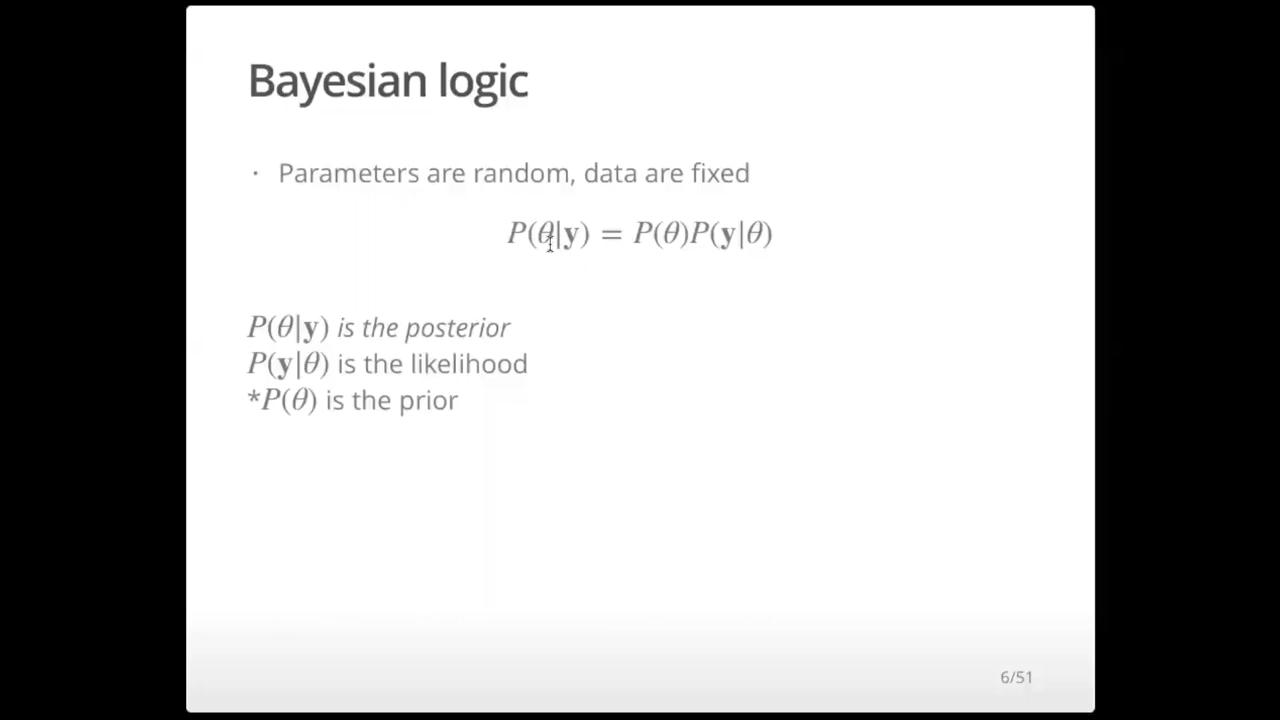 Bayesian logic
· Parameters are random, data are fixed
P(θ|y) = P(θ)P(y|θ)
P(θ|y) is the posterior
P(y|θ) is the likelihood
*P(θ) is the prior
6/51